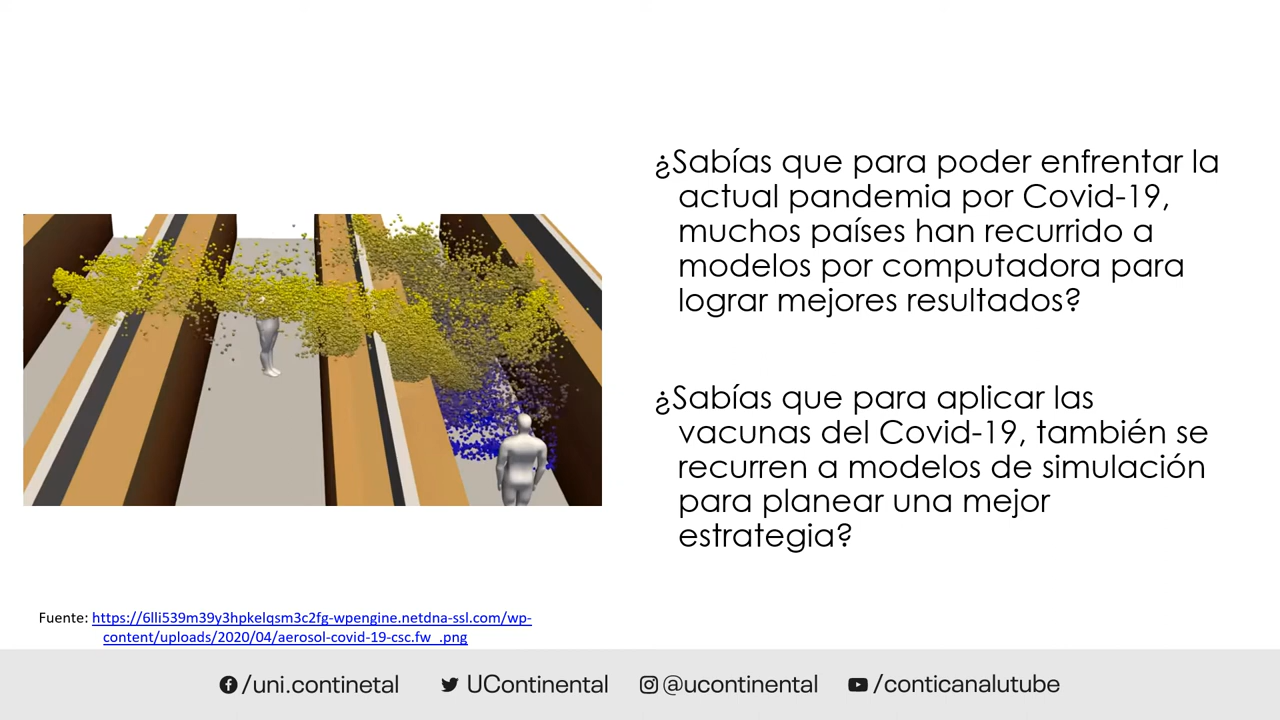 ¿Sabías que para poder enfrentar la
actual pandemia por Covid-19,
muchos países han recurrido a
modelos por computadora para
lograr mejores resultados?
¿Sabías que para aplicar las
vacunas del Covid-19, también se
recurren a modelos de simulación
para planear una mejor
estrategia?
Fuente: https://6lli539m39y3hpkelqsm3c2fg-wpengine.netdna-ssl.com/wp-
content/uploads/2020/04/aerosol-covid-19-csc.fw_.png
/uni.continetal
UContinental
@ucontinental
/conticanalutube